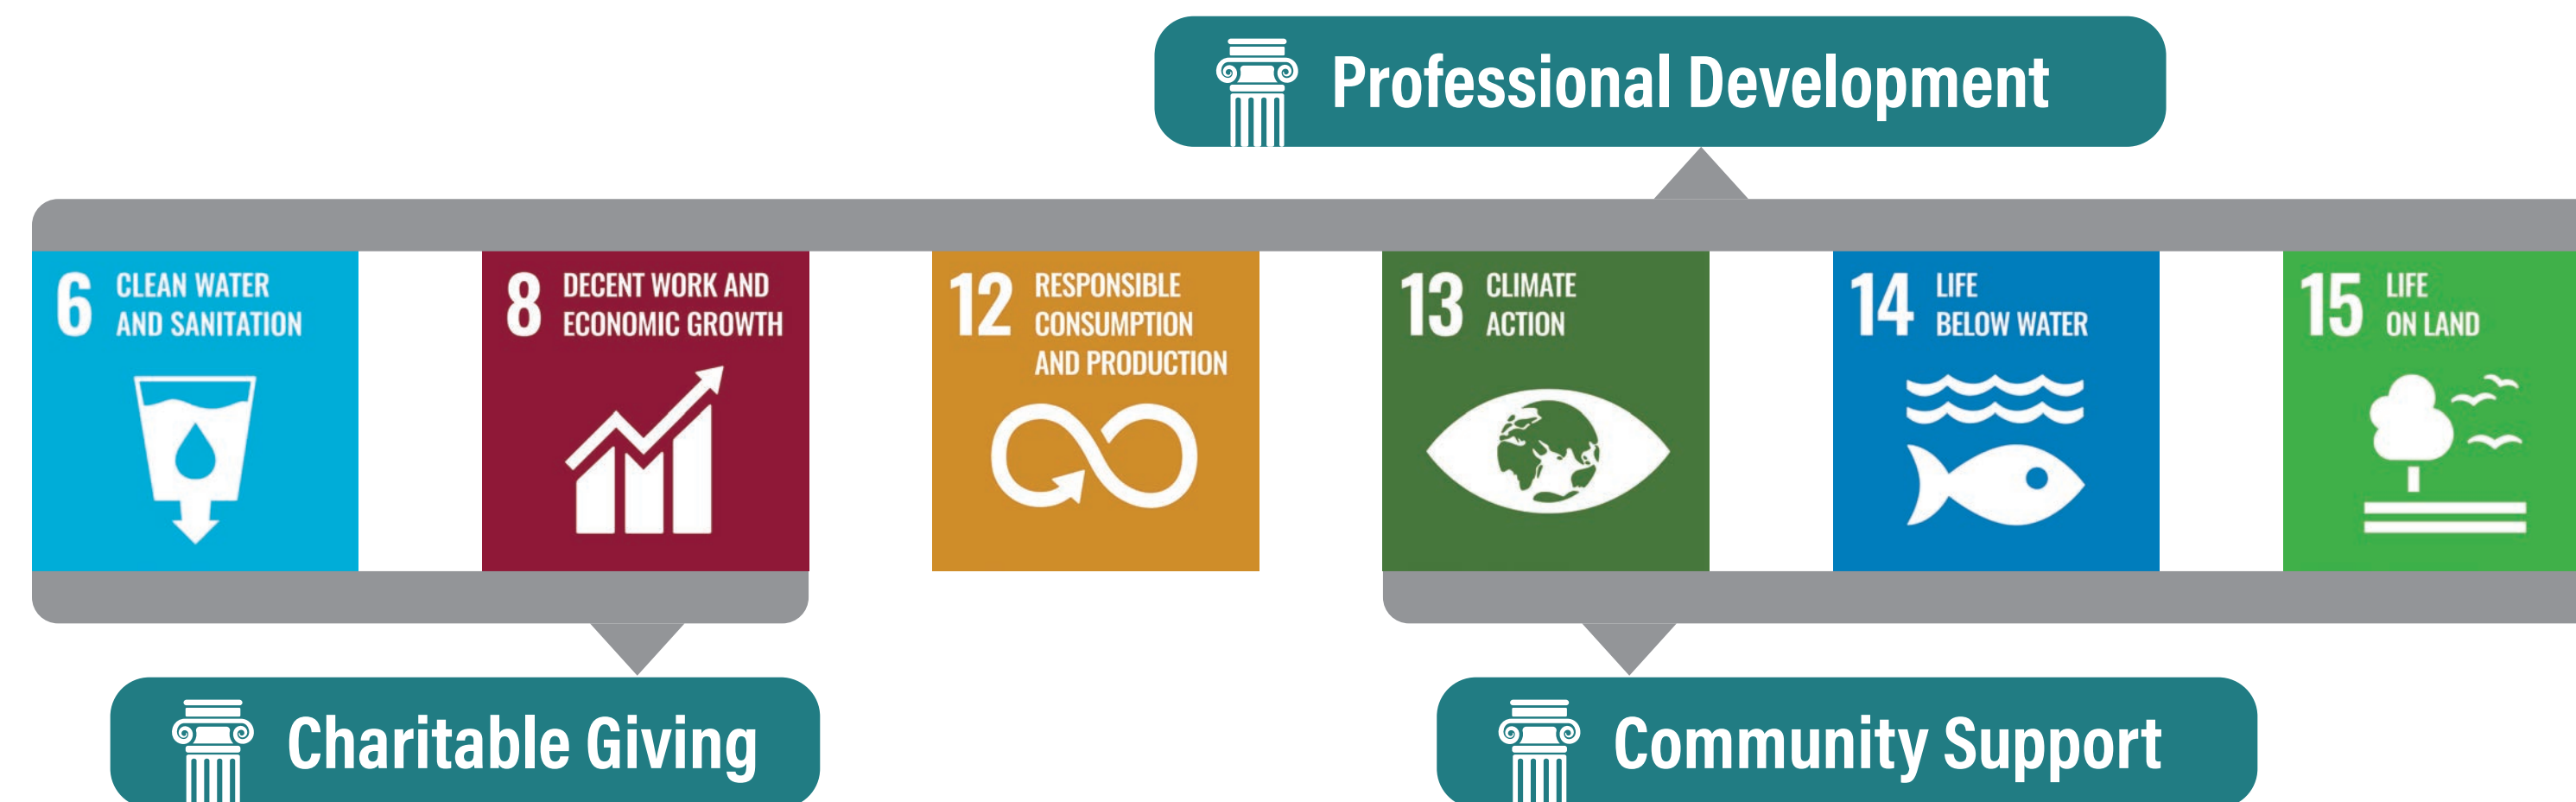 Professional Development
6 CLEAN WATER
AND SANITATION
8 DECENT WORK AND
ECONOMIC GROWTH
12 RESPONSIBLE
CONSUMPTION
AND PRODUCTION
13 CLIMATE
ACTION
14 LIFE
BELOW WATER
15 LIFE
ON LAND
Charitable Giving
Community Support